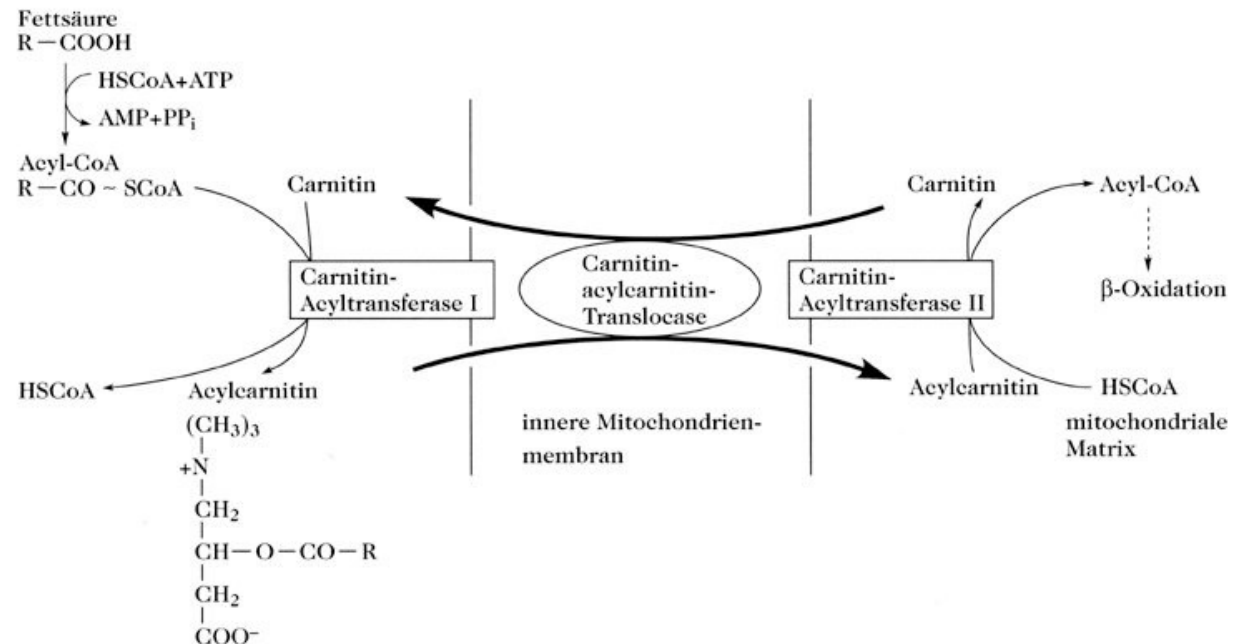 Fettsäure
R—COOH
HSCoA+ATP
AMP+PPi
Acyl-CoA
R—CO ~ SCoA
Carnitin
Carnitin-
Acyltransferase I
HSCoA
Acylcarnitin
(CH3)3
+N
CH2
CH—O—CO—R
CH2
COO-
Carnitin-
acylcarnitin-
Translocase
innere Mitochondrien-
membran
Carnitin
Acyl-CoA
β-Oxidation
Carnitin-
Acyltransferase II
Acylcarnitin
HSCoA
mitochondriale
Matrix